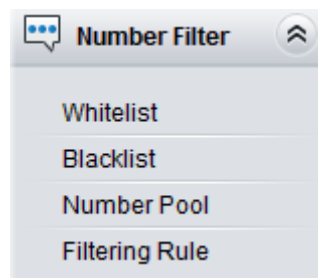 Number Filter
Whitelist
Blacklist
Number Pool
Filtering Rule